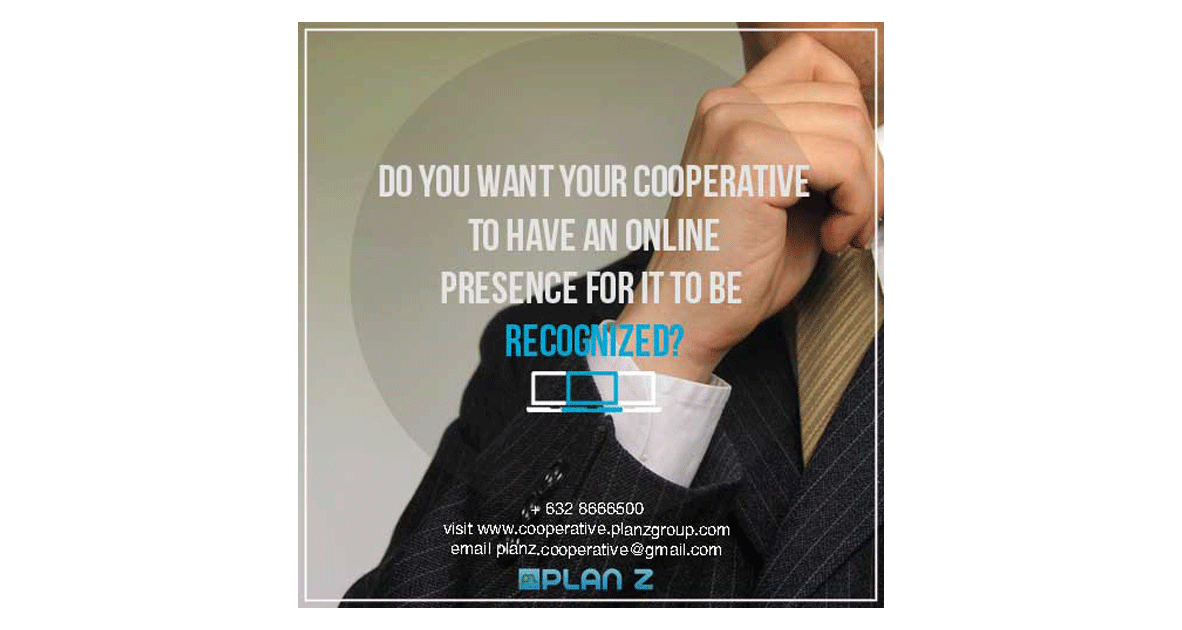 DO YOU WANT YOUR COOPERATIVE
TO HAVE AN ONLINE
PRESENCE FOR IT TO BE
RECOGNIZED?
+ 632 8666500
visit www.cooperative.planzgroup.com
email planz.cooperative@gmail.com
PLAN Z